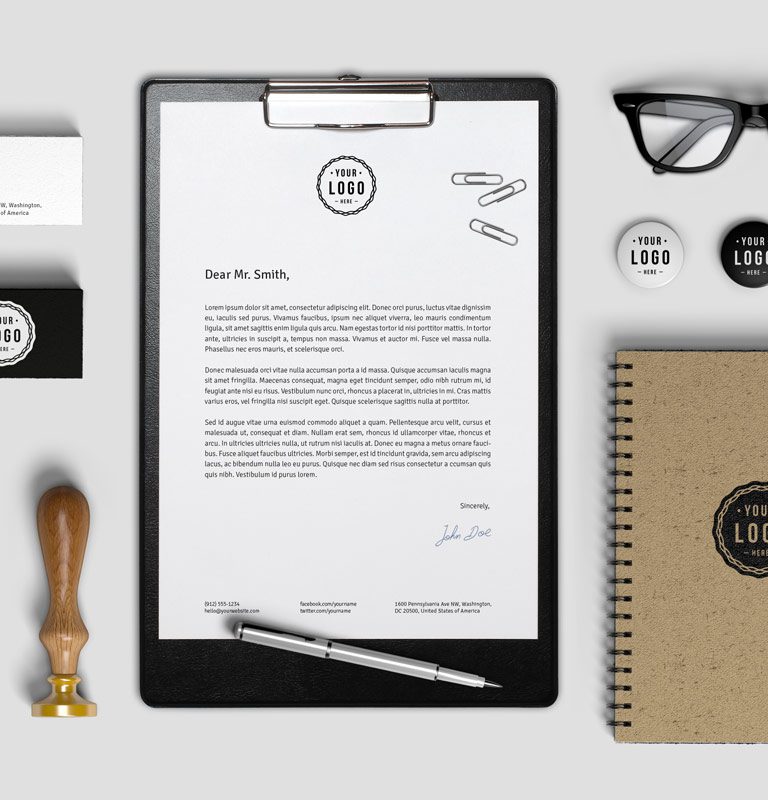 YOUR
LOGO
HERE
Dear Mr. Smith,
Lorem ipsum dolor sit amet, consectetur adipiscing elit. Donec orci purus, luctus vitae dignissim
eu, iaculis sed purus. Vivamus faucibus, ipsum nec aliquet viverra, leo mauris condimentum
ligula, sit amet sagittis enim ligula quis arcu. Nam egestas tortor id nisi porttitor mattis. In tortor
ante, ultricies in suscipit a, tempus non massa. Vivamus et auctor mi. Fusce vel massa nulla.
Phasellus nec eros mauris, et scelerisque orci.
Donec malesuada orci vitae nulla accumsan porta a id massa. Quisque accumsan iaculis magna
sit amet fringilla. Maecenas consequat, magna eget tincidunt semper, odio nibh rutrum mi, id
feugiat ante nisi eu risus. Vestibulum nunc orci, rhoncus a placerat in, ultricies in mi. Cras mattis
varius eros, vel fringilla nisi suscipit eget. Quisque scelerisque sagittis nulla at porttitor.
Sed id augue vitae urna euismod commodo aliquet a quam. Pellentesque arcu velit, cursus et
malesuada ut, consequat et diam. Nullam erat sem, rhoncus id ullamcorper vitae, rhoncus et
arcu. In ultricies ultricies nulla, ut rutrum nisi iaculis at. Donec eu magna a metus ornare fauci-
bus. Fusce aliquet faucibus ultricies. Morbi semper, est id tincidunt gravida, sem arcu adipiscing
lacus, ac bibendum nulla leo eu purus. Quisque nec diam sed risus consectetur a ccumsan quis
quis nibh. Vestibulum id purus lorem.
Sincerely,
John Doe
(912) 555-1234
hello@yourwebsite.com
facebook.com/yourname
twitter.com/yourname
1600 Pennsylvania Ave NW, Washington,
DC 20500, United States of America
NW, Washington,
of America
OUR
OGO
YOUR
LOGO
HERE
YOUR
LOGO
HERE
YOU
LOG
HERE